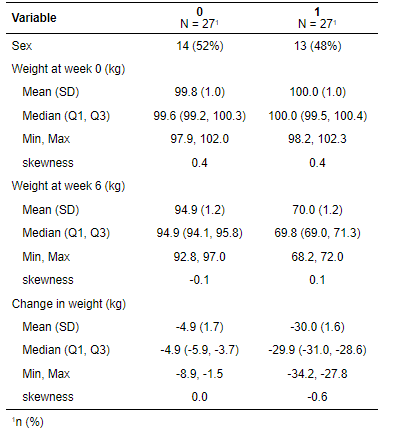 Variable 0 1
N = 27¹ N = 27¹
Sex 14 (52%) 13 (48%)
Weight at week 0 (kg)
Mean (SD) 99.8 (1.0) 100.0 (1.0)
Median (Q1, Q3) 99.6 (99.2, 100.3) 100.0 (99.5, 100.4)
Min, Max 97.9, 102.0 98.2, 102.3
skewness 0.4 0.4
Weight at week 6 (kg)
Mean (SD) 94.9 (1.2) 70.0 (1.2)
Median (Q1, Q3) 94.9 (94.1, 95.8) 69.8 (69.0, 71.3)
Min, Max 92.8, 97.0 68.2, 72.0
skewness -0.1 0.1
Change in weight (kg)
Mean (SD) -4.9 (1.7) -30.0 (1.6)
Median (Q1, Q3) -4.9 (-5.9, -3.7) -29.9 (-31.0, -28.6)
Min, Max -8.9, -1.5 -34.2, -27.8
skewness 0.0 -0.6
¹n (%)